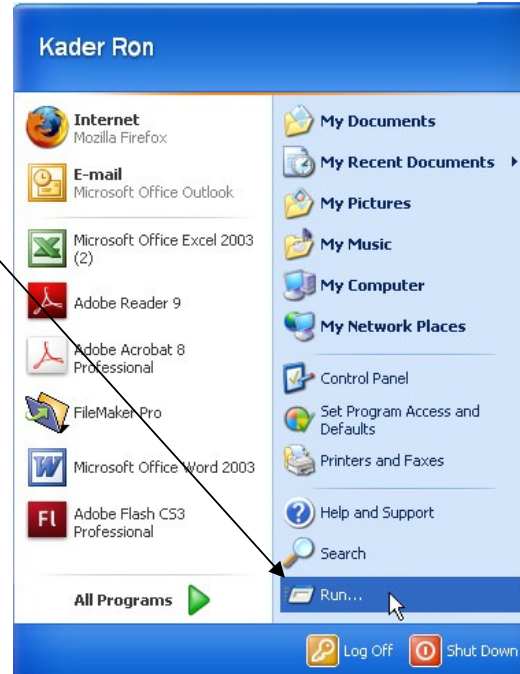 Kader Ron
Internet
Mozilla Firefox
E-mail
Microsoft Office Outlook
Microsoft Office Excel 2003
(2)
Adobe Reader 9
Adobe Acrobat 8
Professional
FileMaker Pro
Microsoft Office Word 2003
Adobe Flash CS3
Professional
All Programs
My Documents
My Recent Documents
My Pictures
My Music
My Computer
My Network Places
Control Panel
Set Program Access and
Defaults
Printers and Faxes
Help and Support
Search
Run...
Log Off
Shut Down